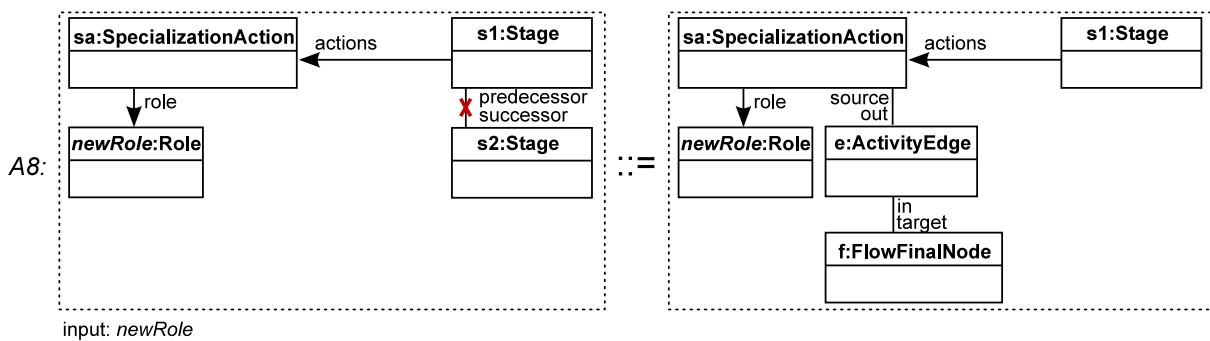 sa:SpecializationAction
actions
s1:Stage
role
predecessor
successor
newRole:Role
s2:Stage
A8:
::=
sa:SpecializationAction
actions
s1:Stage
role
source
out
newRole:Role
e:ActivityEdge
in
target
f:FlowFinalNode
input: newRole